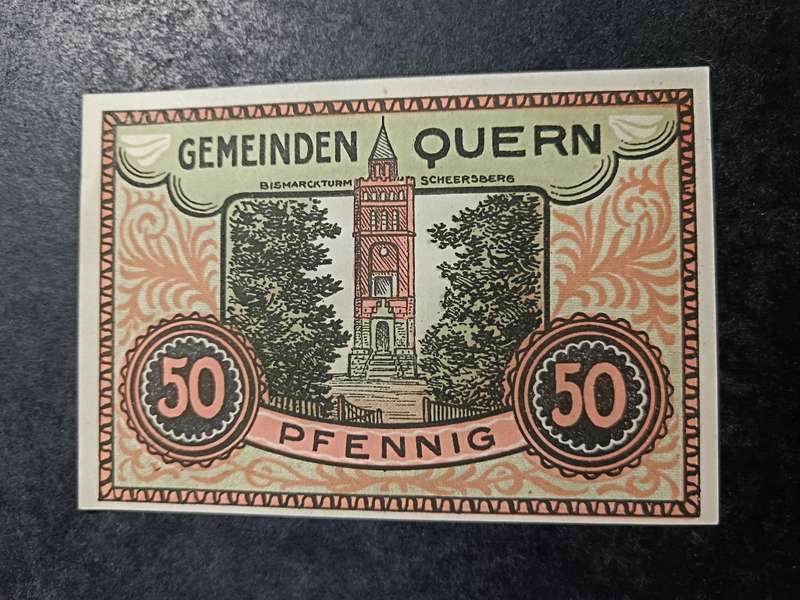 GEMEINDEN QUERN
BISMARCKTURM SCHEERSBERG
50 50
PFENNIG